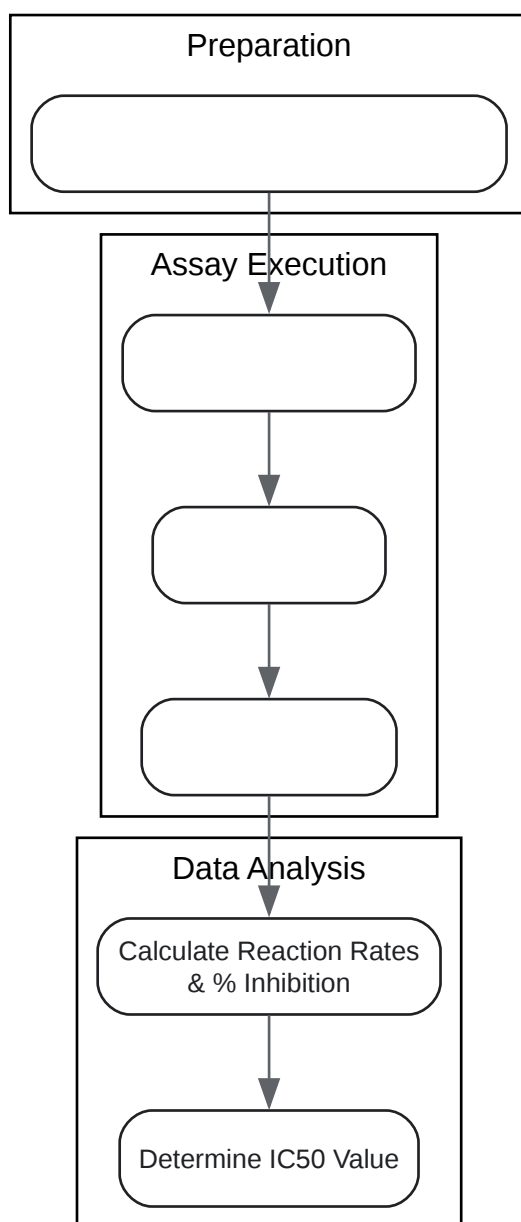 Preparation
Assay Execution
Data Analysis
Calculate Reaction Rates
& % Inhibition
Determine IC50 Value